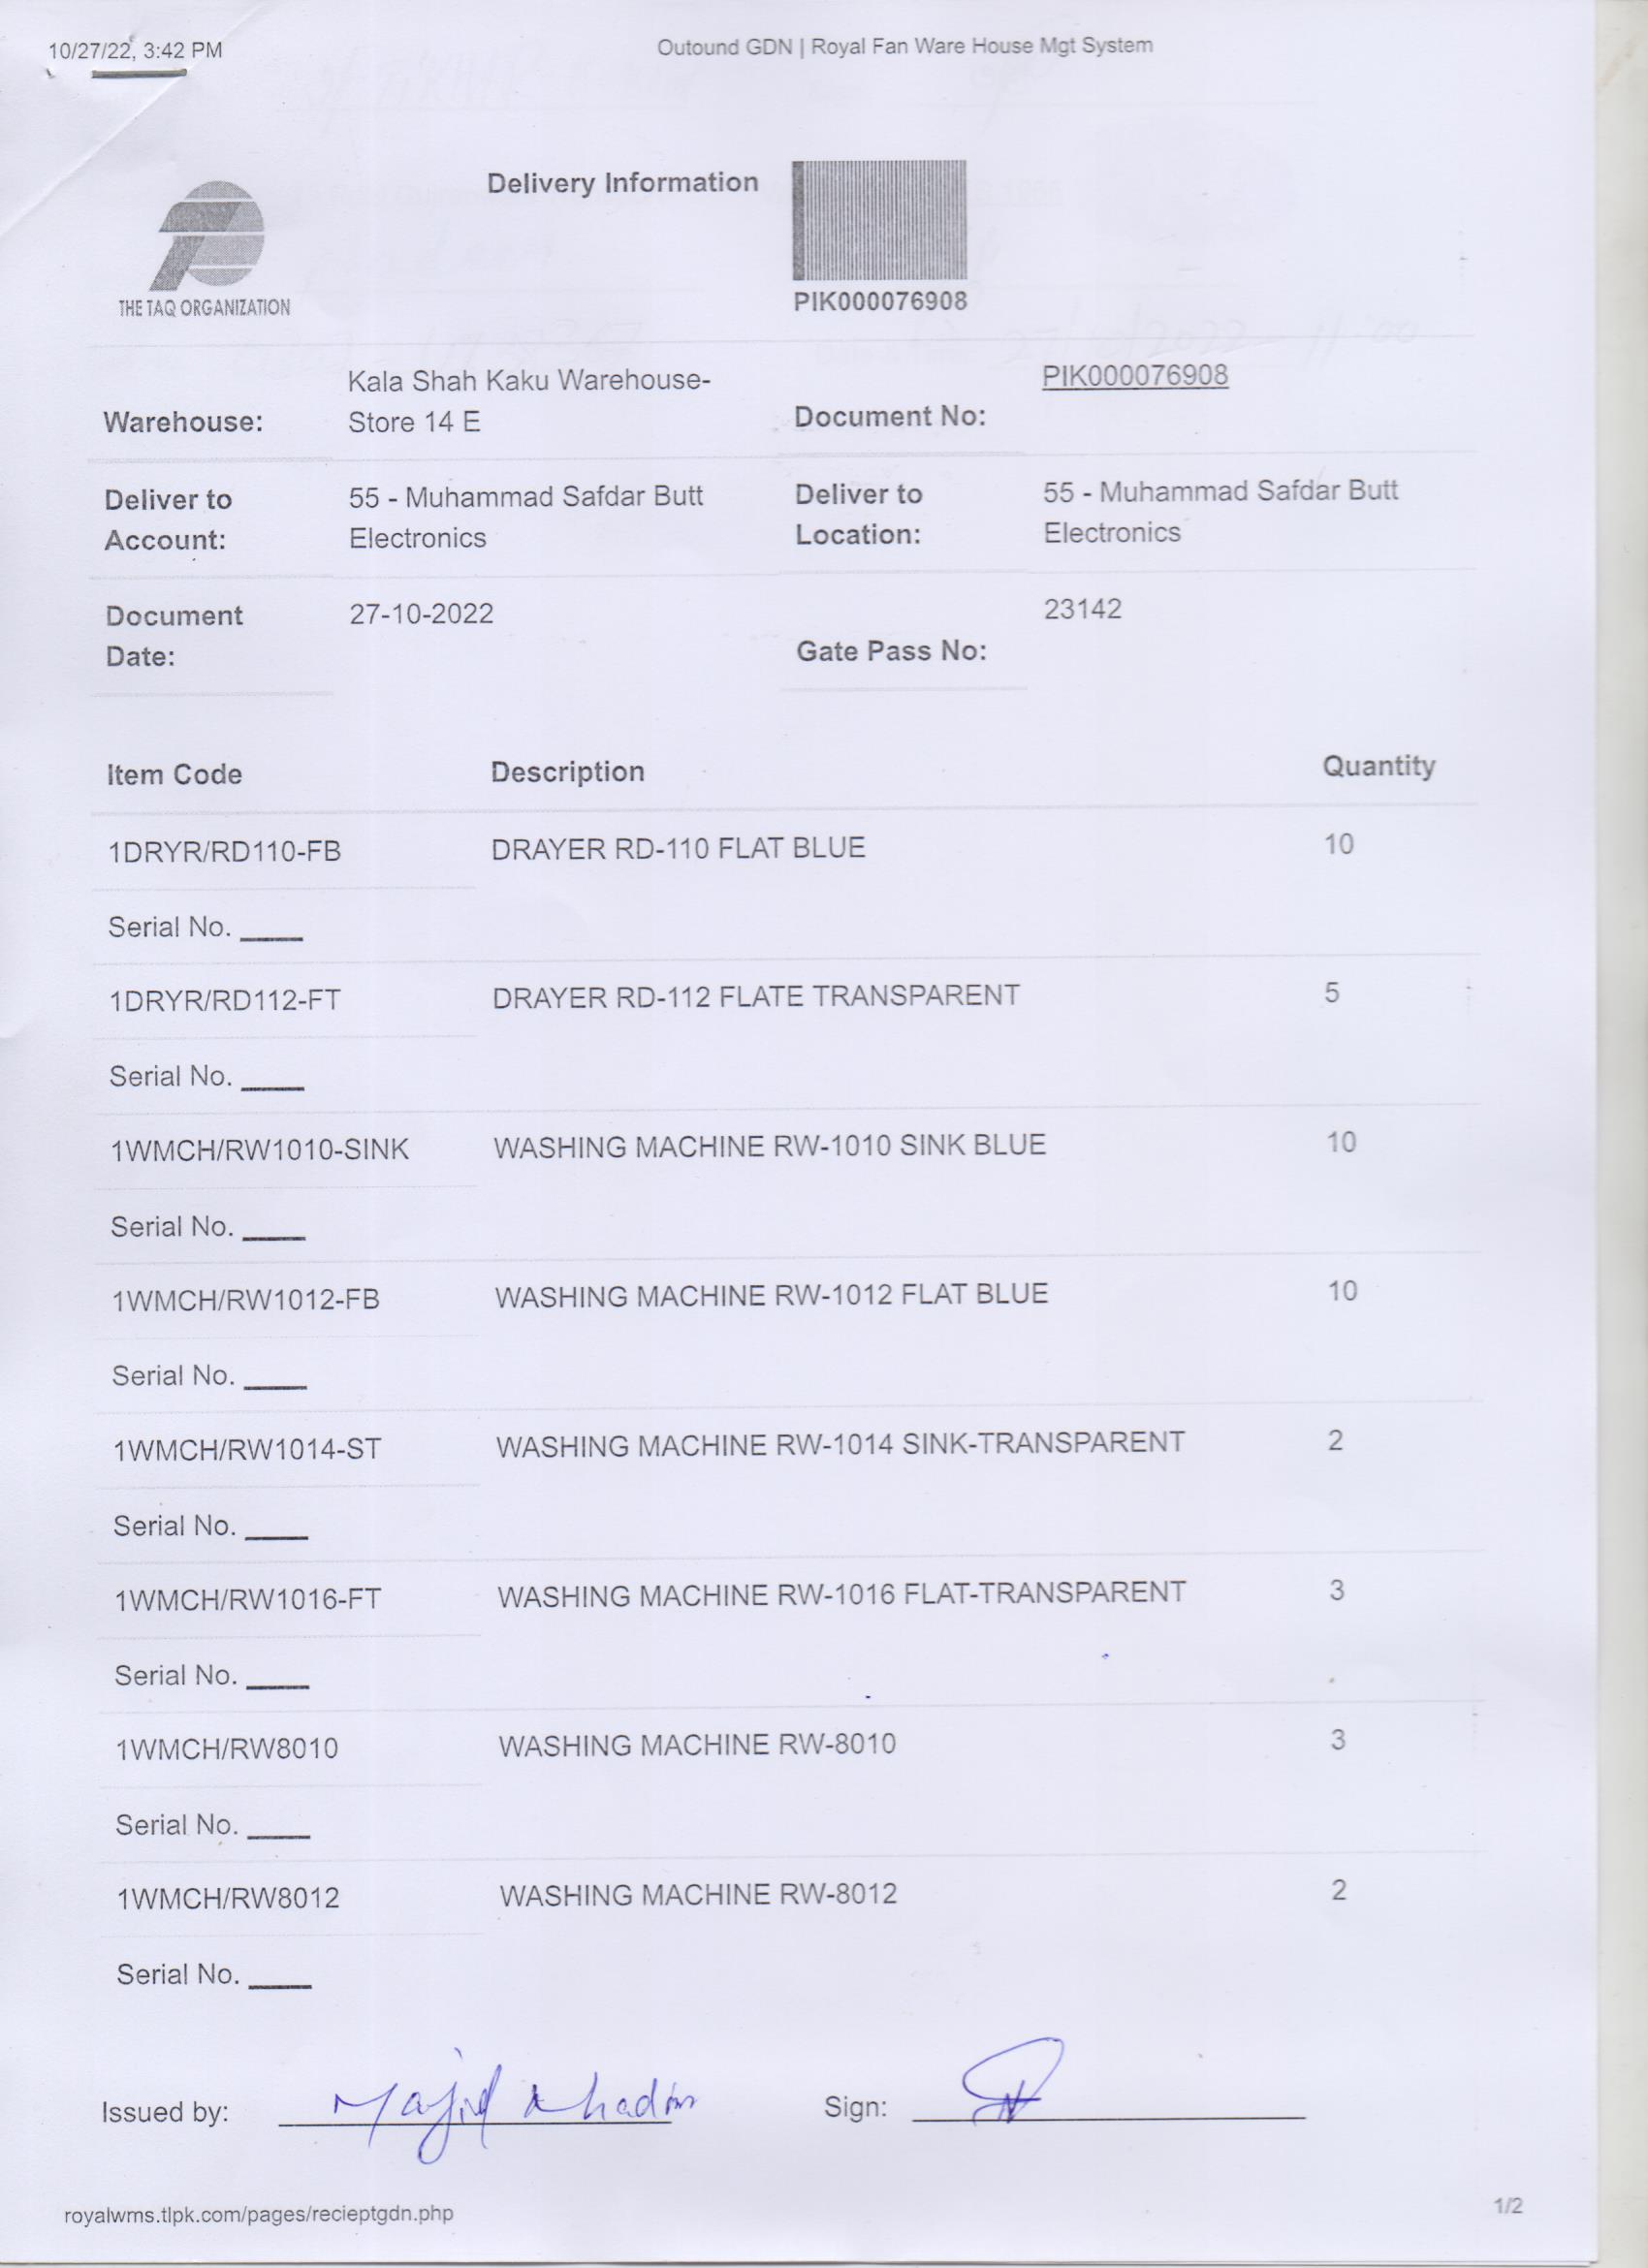 10/27/22, 3:42 PM
Outound GDN | Royal Fan Ware House Mgt System
Delivery Information
THE TAQ ORGANIZATION
PIK000076908
Warehouse: Kala Shah Kaku Warehouse-
Store 14 E
Document No: PIK000076908
Deliver to
Account:
55 - Muhammad Safdar Butt
Electronics
Deliver to
Location:
55 - Muhammad Safdar Butt
Electronics
Document
Date:
27-10-2022
Gate Pass No: 23142
Item Code Description Quantity
1DRYR/RD110-FB DRAYER RD-110 FLAT BLUE 10
Serial No. ____
1DRYR/RD112-FT DRAYER RD-112 FLATE TRANSPARENT 5
Serial No. ____
1WMCH/RW1010-SINK WASHING MACHINE RW-1010 SINK BLUE 10
Serial No. ____
1WMCH/RW1012-FB WASHING MACHINE RW-1012 FLAT BLUE 10
Serial No. ____
1WMCH/RW1014-ST WASHING MACHINE RW-1014 SINK-TRANSPARENT 2
Serial No. ____
1WMCH/RW1016-FT WASHING MACHINE RW-1016 FLAT-TRANSPARENT 3
Serial No. ____
1WMCH/RW8010 WASHING MACHINE RW-8010 3
Serial No. ____
1WMCH/RW8012 WASHING MACHINE RW-8012 2
Serial No. ____
Issued by: Majid Khadim Sign:
royalwms.tlpk.com/pages/recieptgdn.php
1/2